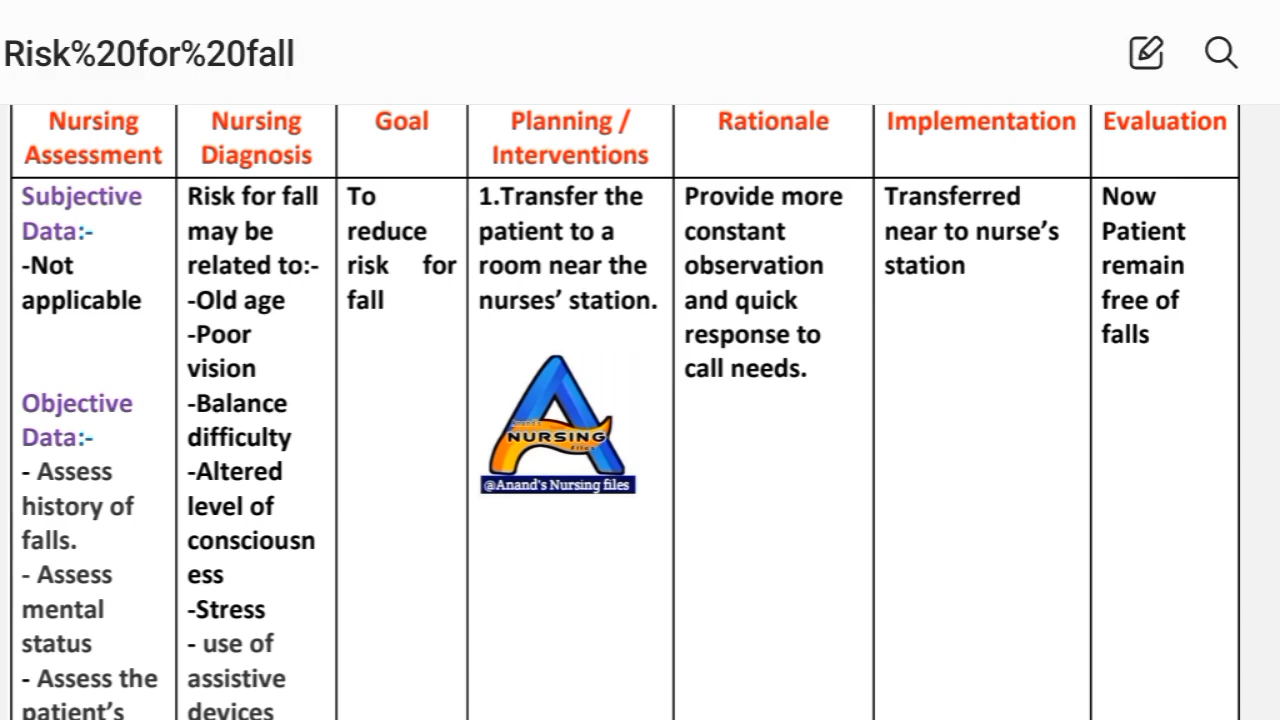 Risk%20for%20fall
Nursing
Assessment
Nursing
Diagnosis
Goal
Planning /
Interventions
Rationale
Implementation
Evaluation
Subjective
Data:-
-Not
applicable
Objective
Data:-
- Assess
history of
falls.
- Assess
mental
status
- Assess the
patient’s
Risk for fall
may be
related to:-
-Old age
-Poor
vision
-Balance
difficulty
-Altered
level of
consciousn
ess
-Stress
- use of
assistive
devices
To
reduce
risk for
fall
1.Transfer the
patient to a
room near the
nurses’ station.
Anand's
NURSING
Files
@Anand's Nursing files
Provide more
constant
observation
and quick
response to
call needs.
Transferred
near to nurse’s
station
Now
Patient
remain
free of
falls